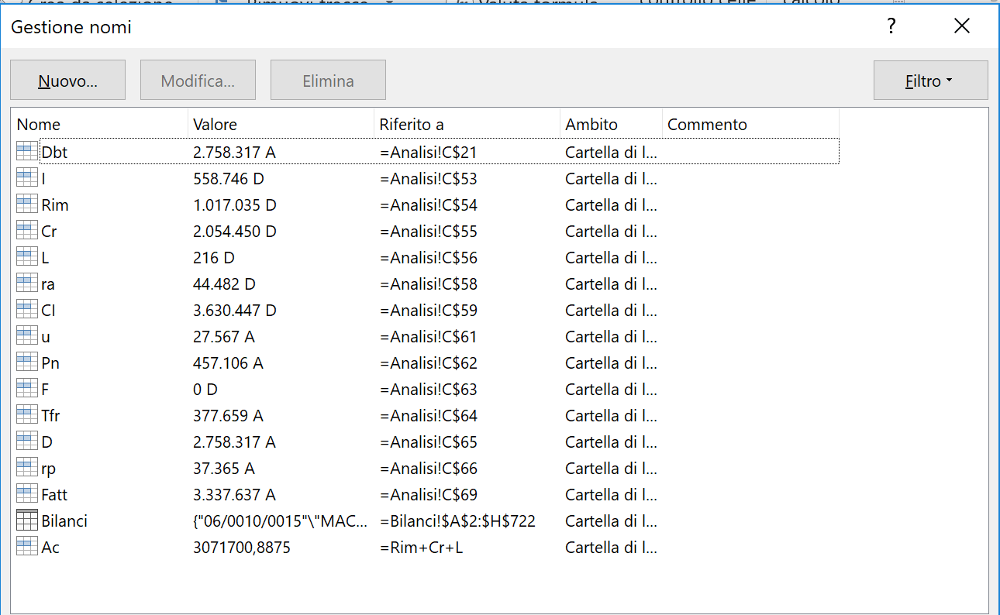 Gestione nomi ?
Nuovo... Modifica... Elimina Filtro
Nome Valore Riferito a Ambito Commento
Dbt 2.758.317 A =Analisi!C$21 Cartella di l...
I 558.746 D =Analisi!C$53 Cartella di l...
Rim 1.017.035 D =Analisi!C$54 Cartella di l...
Cr 2.054.450 D =Analisi!C$55 Cartella di l...
L 216 D =Analisi!C$56 Cartella di l...
ra 44.482 D =Analisi!C$58 Cartella di l...
CI 3.630.447 D =Analisi!C$59 Cartella di l...
u 27.567 A =Analisi!C$61 Cartella di l...
Pn 457.106 A =Analisi!C$62 Cartella di l...
F 0 D =Analisi!C$63 Cartella di l...
Tfr 377.659 A =Analisi!C$64 Cartella di l...
D 2.758.317 A =Analisi!C$65 Cartella di l...
rp 37.365 A =Analisi!C$66 Cartella di l...
Fatt 3.337.637 A =Analisi!C$69 Cartella di l...
Bilanci {"06/0010/0015"\"MAC... =Bilanci!$A$2:$H$722 Cartella di l...
Ac 3071700,8875 =Rim+Cr+L Cartella di l...